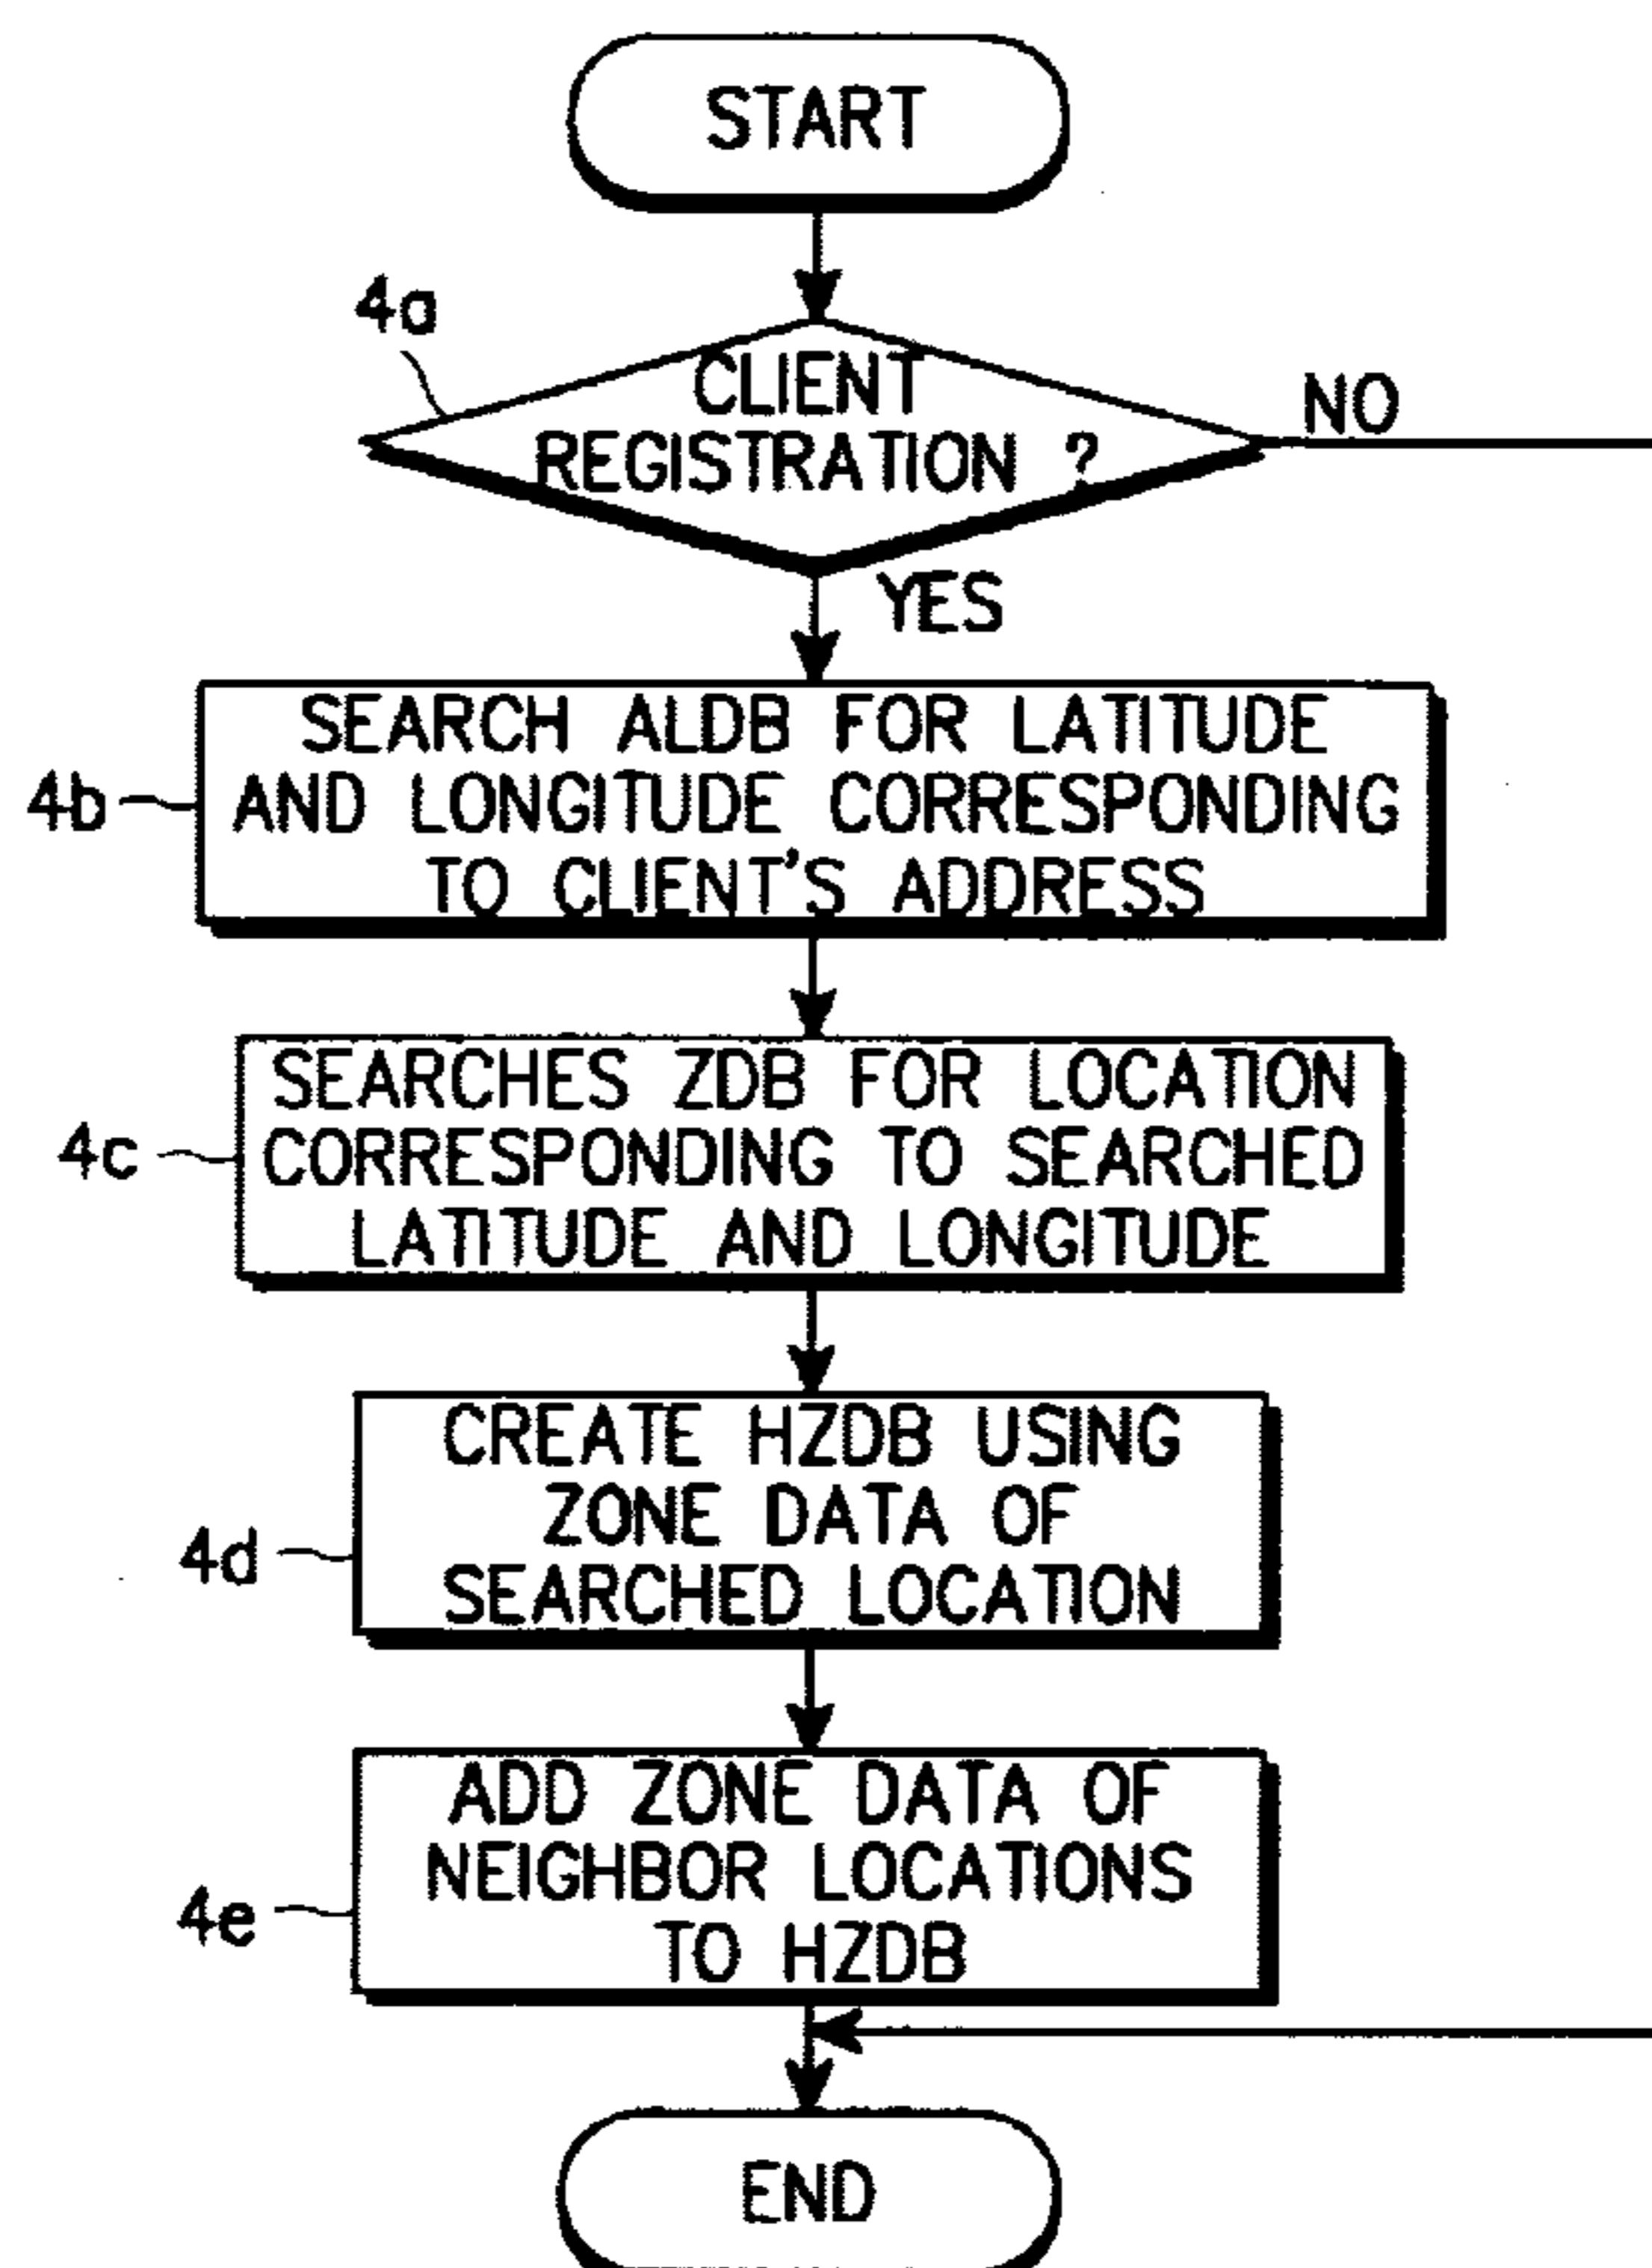 START
4a
CLIENT
REGISTRATION ?
NO
YES
4b
SEARCH ALDB FOR LATITUDE
AND LONGITUDE CORRESPONDING
TO CLIENT'S ADDRESS
4c
SEARCHES ZDB FOR LOCATION
CORRESPONDING TO SEARCHED
LATITUDE AND LONGITUDE
4d
CREATE HZDB USING
ZONE DATA OF
SEARCHED LOCATION
4e
ADD ZONE DATA OF
NEIGHBOR LOCATIONS
TO HZDB
END